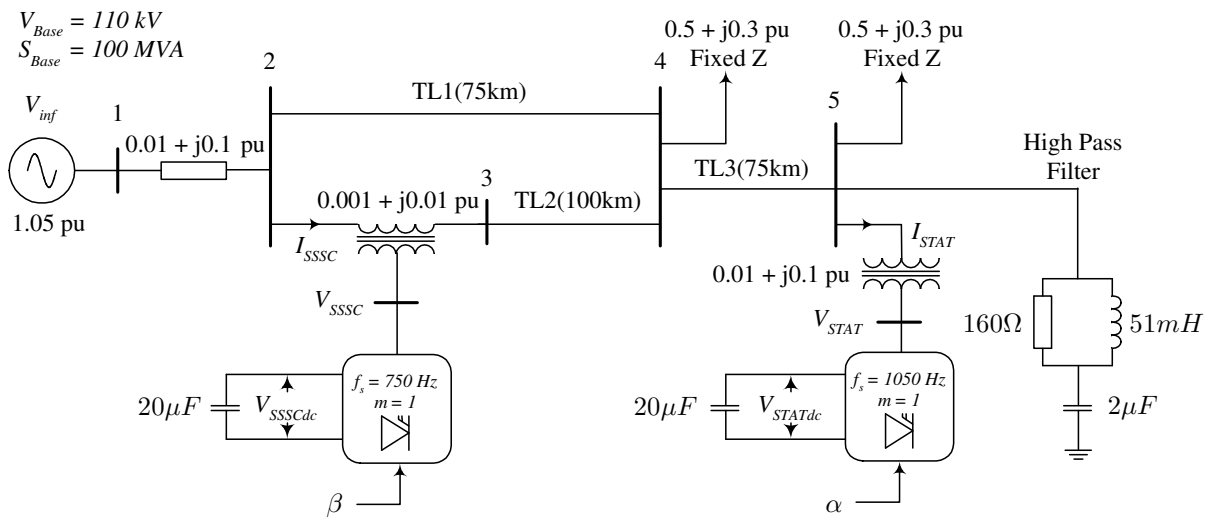 V_Base = 110 kV
S_Base = 100 MVA
V_inf
1
0.01 + j0.1 pu
1.05 pu
2
TL1(75km)
0.001 + j0.01 pu
3
TL2(100km)
I_SSSC
V_SSSC
f_s = 750 Hz
m = 1
20μF
V_SSSCdc
β
4
0.5 + j0.3 pu
Fixed Z
TL3(75km)
5
0.5 + j0.3 pu
Fixed Z
High Pass
Filter
I_STAT
0.01 + j0.1 pu
V_STAT
f_s = 1050 Hz
m = 1
20μF
V_STATdc
α
160Ω
51mH
2μF